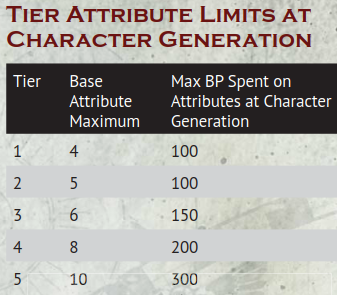 TIER ATTRIBUTE LIMITS AT
CHARACTER GENERATION
Tier Base Max BP Spent on
Attribute Attributes at Character
Maximum Generation
1 4 100
2 5 100
3 6 150
4 8 200
5 10 300